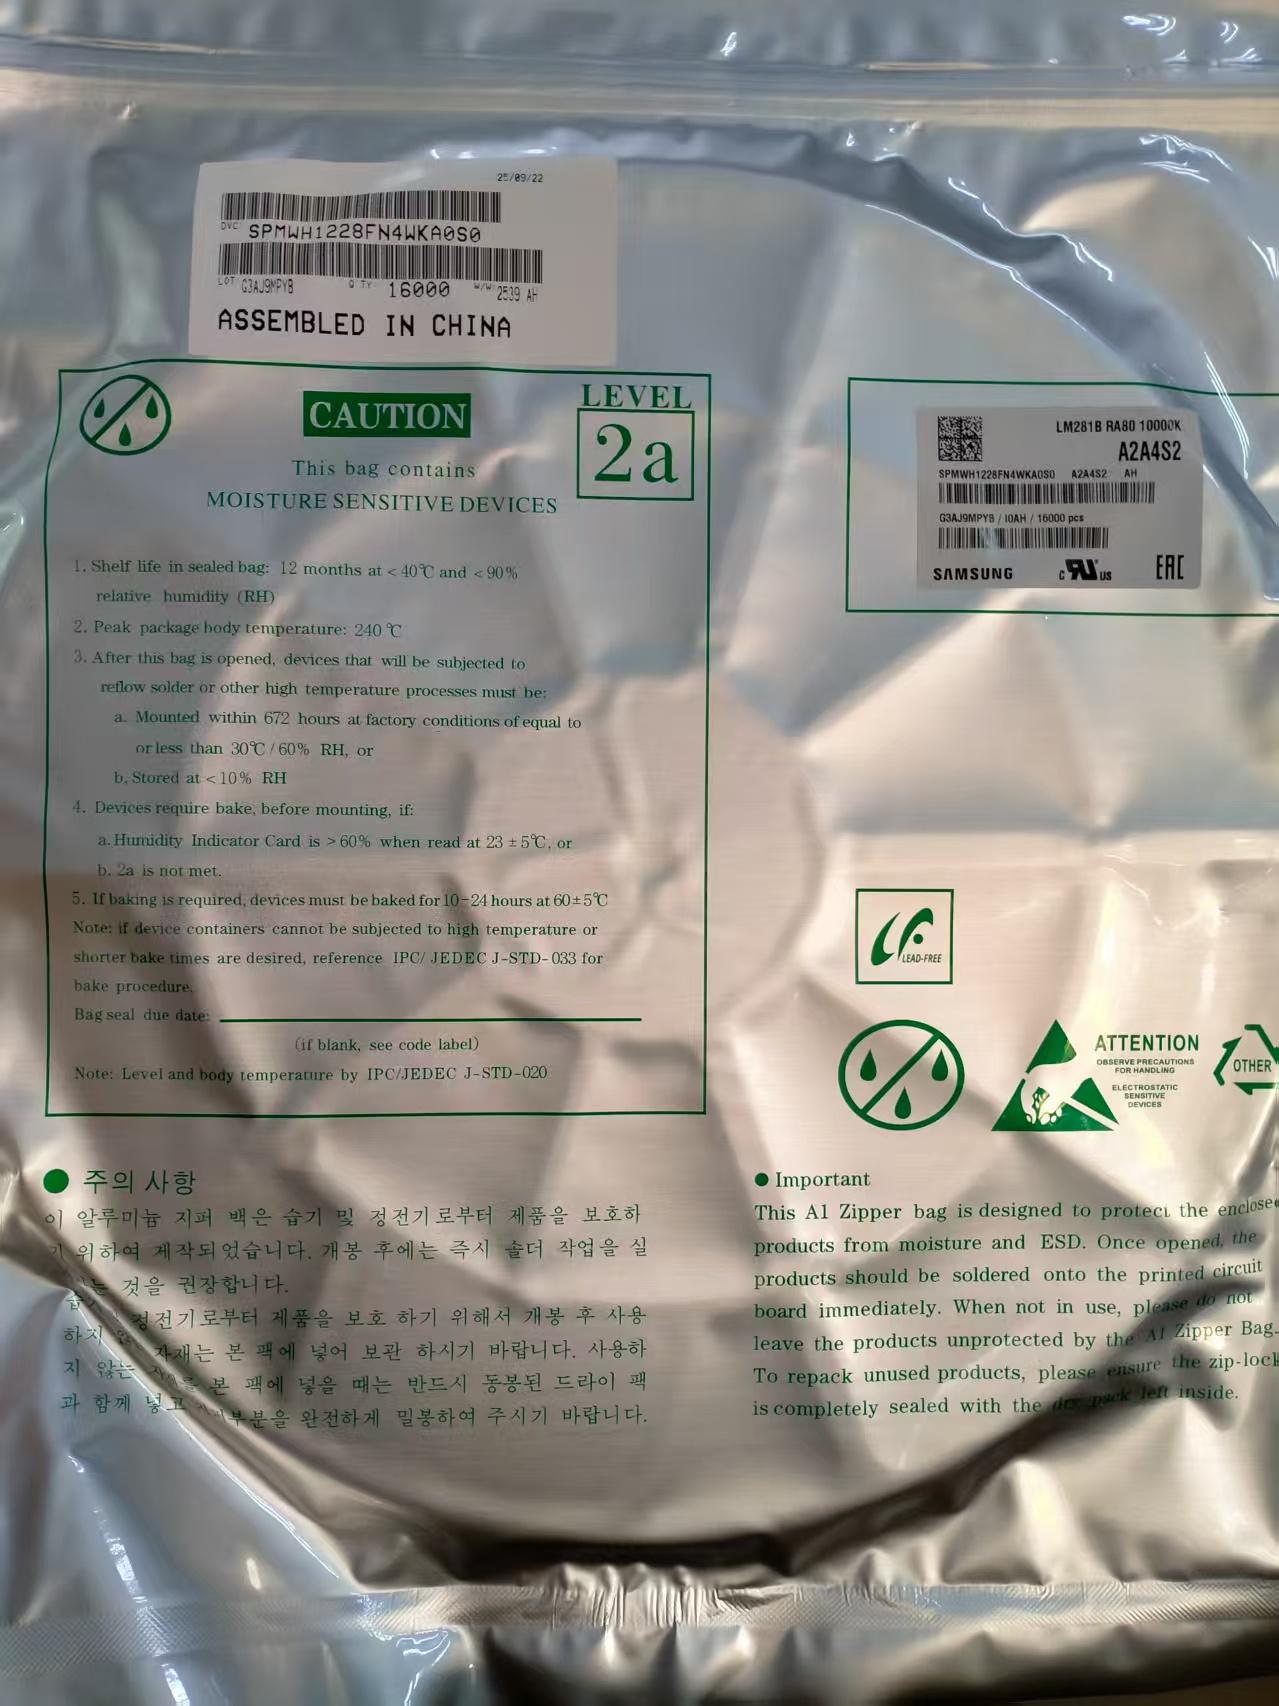 25/09/22
DVC SPMWH1228FN4WKA0S0
LOT G3AJ9MPYB Q'TY 16000 W/W 2539 AH
ASSEMBLED IN CHINA
CAUTION
LEVEL
2a
This bag contains
MOISTURE SENSITIVE DEVICES
1. Shelf life in sealed bag: 12 months at < 40℃ and < 90%
relative humidity (RH)
2. Peak package body temperature: 240 ℃
3. After this bag is opened, devices that will be subjected to
reflow solder or other high temperature processes must be:
a. Mounted within 672 hours at factory conditions of equal to
or less than 30℃ / 60% RH, or
b. Stored at < 10% RH
4. Devices require bake, before mounting, if:
a. Humidity Indicator Card is > 60% when read at 23 ± 5℃, or
b. 2a is not met.
5. If baking is required, devices must be baked for 10-24 hours at 60±5℃
Note: if device containers cannot be subjected to high temperature or
shorter bake times are desired, reference IPC/ JEDEC J-STD-033 for
bake procedure.
Bag seal due date:
(if blank, see code label)
Note: Level and body temperature by IPC/JEDEC J-STD-020
LM281B RA80 10000K
A2A4S2
SPMWH1228FN4WKA0S0 A2A4S2 AH
G3AJ9MPYB / I0AH / 16000 pcs
SAMSUNG c RU us EAC
LEAD-FREE
ATTENTION
OBSERVE PRECAUTIONS
FOR HANDLING
ELECTROSTATIC
SENSITIVE
DEVICES
OTHER
● 주의 사항
이 알루미늄 지퍼 백은 습기 및 정전기로부터 제품을 보호하
기 위하여 제작되었습니다. 개봉 후에는 즉시 솔더 작업을 실
것을 권장합니다.
정전기로부터 제품을 보호 하기 위해서 개봉 후 사용
하지 자재는 본 팩에 넣어 보관 하시기 바랍니다. 사용하
지 않는 본 팩에 넣을 때는 반드시 동봉된 드라이 팩
과 함께 넣고 부분을 완전하게 밀봉하여 주시기 바랍니다.
● Important
This Al Zipper bag is designed to protect the enclosed
products from moisture and ESD. Once opened, the
products should be soldered onto the printed circuit
board immediately. When not in use, please do not
leave the products unprotected by the Al Zipper Bag.
To repack unused products, please ensure the zip-lock
is completely sealed with the dry pack left inside.